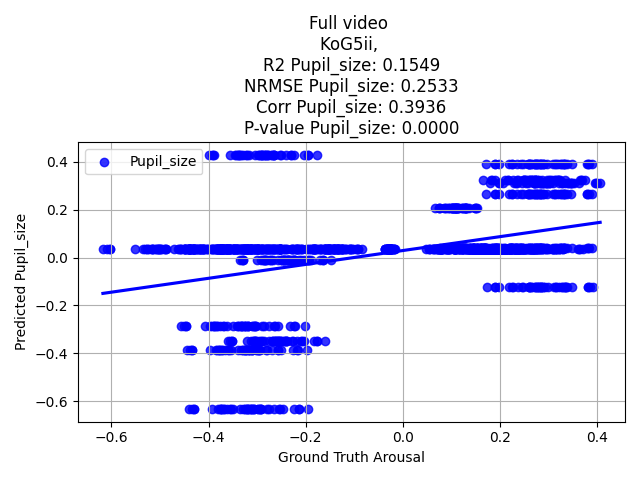 Full video
KoG5ii,
R2 Pupil_size: 0.1549
NRMSE Pupil_size: 0.2533
Corr Pupil_size: 0.3936
P-value Pupil_size: 0.0000
Pupil_size
0.4
0.2
0.0
−0.2
−0.4
−0.6
Predicted Pupil_size
−0.6
−0.4
−0.2
0.0
0.2
0.4
Ground Truth Arousal